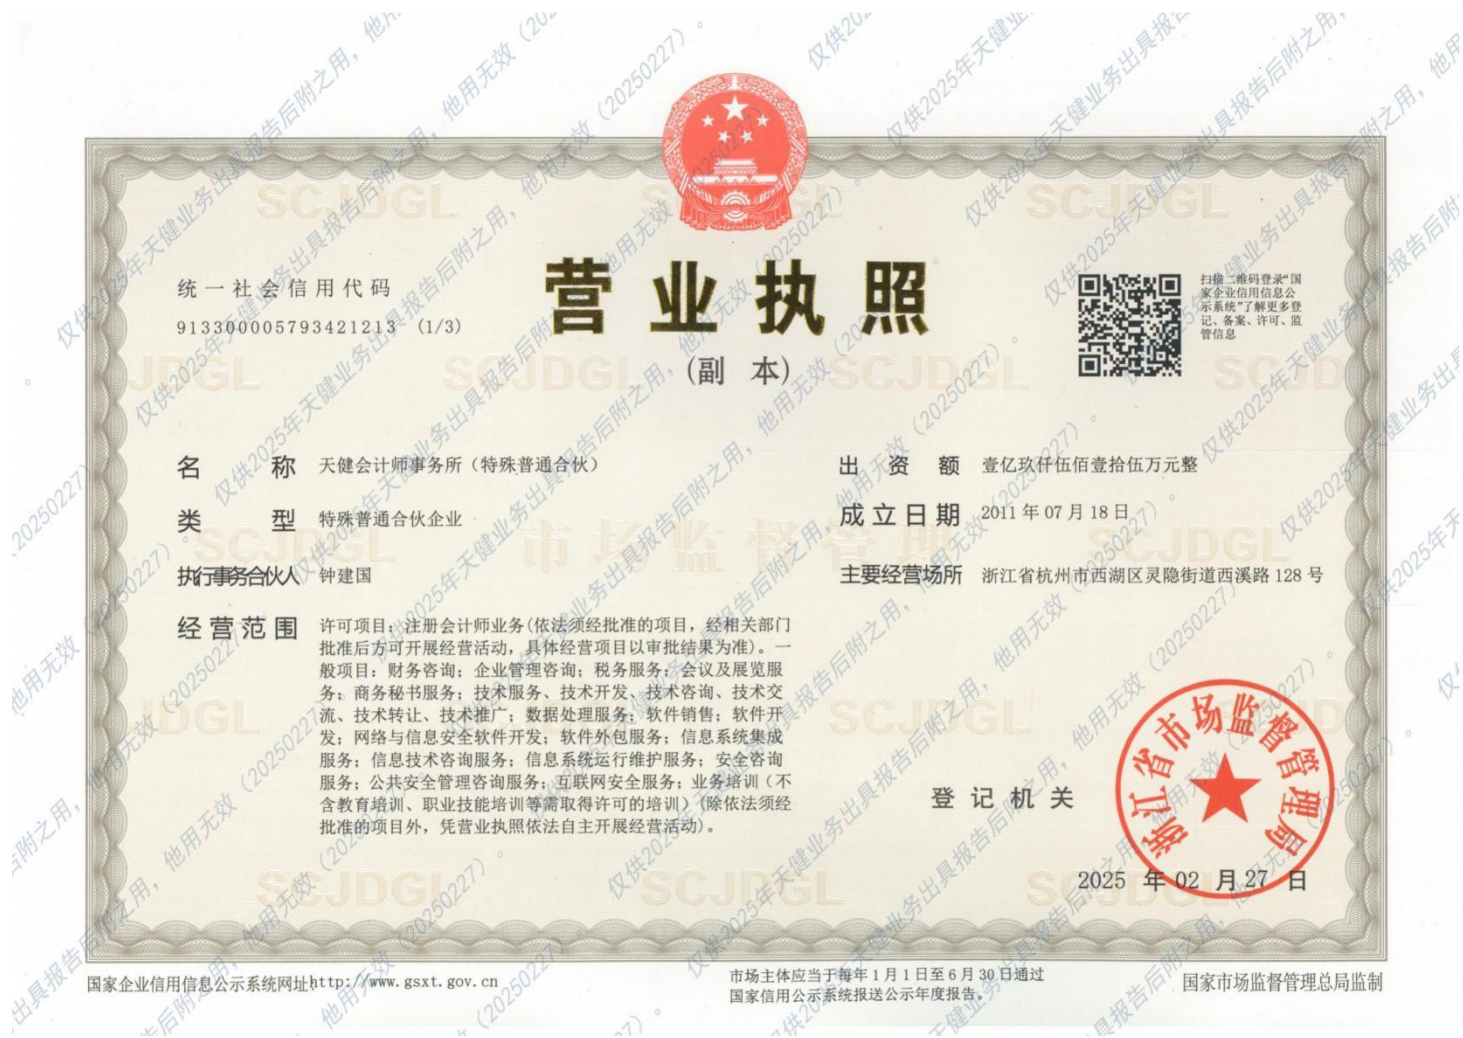 营业执照
(副 本)
统一社会信用代码
913300005793421213 (1/3)
扫描二维码登录“国
家企业信用信息公
示系统”了解更多登
记、备案、许可、监
管信息
名 称 天健会计师事务所（特殊普通合伙）
类 型 特殊普通合伙企业
执行事务合伙人 钟建国
经营范围 许可项目：注册会计师业务(依法须经批准的项目，经相关部门
批准后方可开展经营活动，具体经营项目以审批结果为准)。一
般项目：财务咨询；企业管理咨询；税务服务；会议及展览服
务；商务秘书服务；技术服务、技术开发、技术咨询、技术交
流、技术转让、技术推广；数据处理服务；软件销售；软件开
发；网络与信息安全软件开发；软件外包服务；信息系统集成
服务；信息技术咨询服务；信息系统运行维护服务；安全咨询
服务；公共安全管理咨询服务；互联网安全服务；业务培训（不
含教育培训、职业技能培训等需取得许可的培训）(除依法须经
批准的项目外，凭营业执照依法自主开展经营活动)。
出 资 额 壹亿玖仟伍佰壹拾伍万元整
成立日期 2011年07月18日
主要经营场所 浙江省杭州市西湖区灵隐街道西溪路128号
登记机关
浙江省市场监督管理局
2025 年 02 月 27 日
国家企业信用信息公示系统网址http://www.gsxt.gov.cn
市场主体应当于每年1月1日至6月30日通过
国家信用公示系统报送公示年度报告。
国家市场监督管理总局监制
SCJDGL
市场监督管理
仅供2025年天健业务出具报告后附之用，他用无效（20250227）。